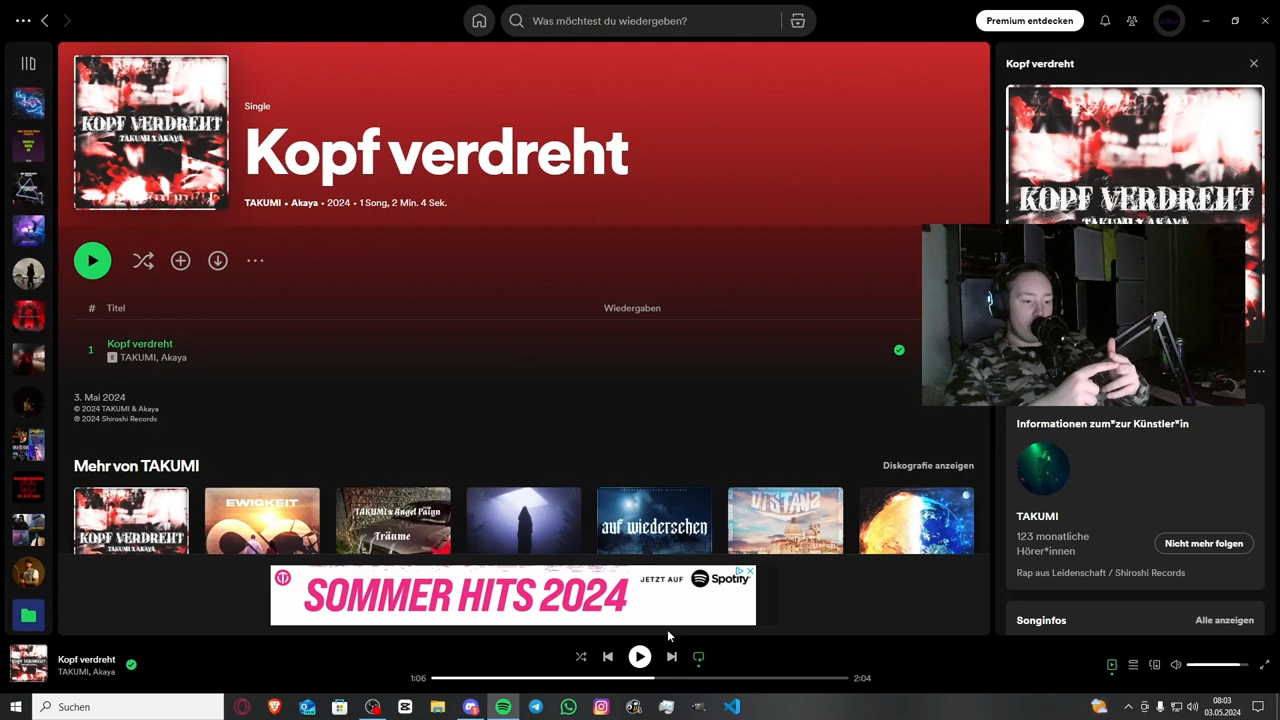 Was möchtest du wiedergeben?
Premium entdecken
KOPF VERDREHT
TAKUMI X AKAYA
Single
Kopf verdreht
TAKUMI • Akaya • 2024 • 1 Song, 2 Min. 4 Sek.
# Titel Wiedergaben
1 Kopf verdreht
E TAKUMI, Akaya
3. Mai 2024
© 2024 TAKUMI & Akaya
℗ 2024 Shiroshi Records
Mehr von TAKUMI
Diskografie anzeigen
KOPF VERDREHT
TAKUMI X AKAYA
EWIGKEIT
TAKUMI x Angel Paign
Träume
auf wiedersehen
DISTANZ
SOMMER HITS 2024
JETZT AUF Spotify
Kopf verdreht
KOPF VERDREHT
TAKUMI X AKAYA
Informationen zum*zur Künstler*in
TAKUMI
123 monatliche
Hörer*innen
Nicht mehr folgen
Rap aus Leidenschaft / Shiroshi Records
Songinfos
Alle anzeigen
Kopf verdreht
TAKUMI, Akaya
1:06
2:04
Suchen
08:03
03.05.2024